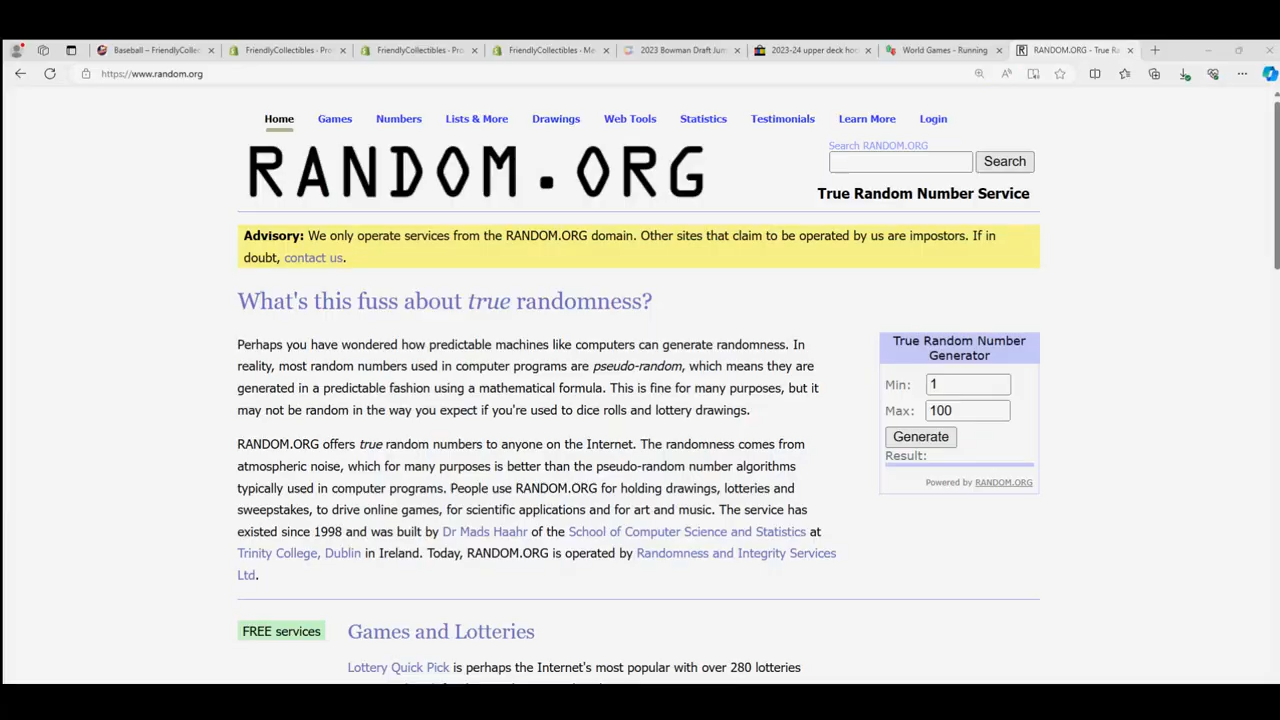 Baseball – FriendlyCollec
FriendlyCollectibles - Pro
FriendlyCollectibles - Pro
FriendlyCollectibles - Me
2023 Bowman Draft Jum
2023-24 upper deck hoc
World Games - Running
RANDOM.ORG - True Ra
https://www.random.org
Home
Games
Numbers
Lists & More
Drawings
Web Tools
Statistics
Testimonials
Learn More
Login
RANDOM.ORG
Search RANDOM.ORG
Search
True Random Number Service
Advisory: We only operate services from the RANDOM.ORG domain. Other sites that claim to be operated by us are impostors. If in
doubt, contact us.
What's this fuss about true randomness?
Perhaps you have wondered how predictable machines like computers can generate randomness. In
reality, most random numbers used in computer programs are pseudo-random, which means they are
generated in a predictable fashion using a mathematical formula. This is fine for many purposes, but it
may not be random in the way you expect if you're used to dice rolls and lottery drawings.
RANDOM.ORG offers true random numbers to anyone on the Internet. The randomness comes from
atmospheric noise, which for many purposes is better than the pseudo-random number algorithms
typically used in computer programs. People use RANDOM.ORG for holding drawings, lotteries and
sweepstakes, to drive online games, for scientific applications and for art and music. The service has
existed since 1998 and was built by Dr Mads Haahr of the School of Computer Science and Statistics at
Trinity College, Dublin in Ireland. Today, RANDOM.ORG is operated by Randomness and Integrity Services
Ltd.
True Random Number
Generator
Min: 1
Max: 100
Generate
Result:
Powered by RANDOM.ORG
FREE services
Games and Lotteries
Lottery Quick Pick is perhaps the Internet's most popular with over 280 lotteries